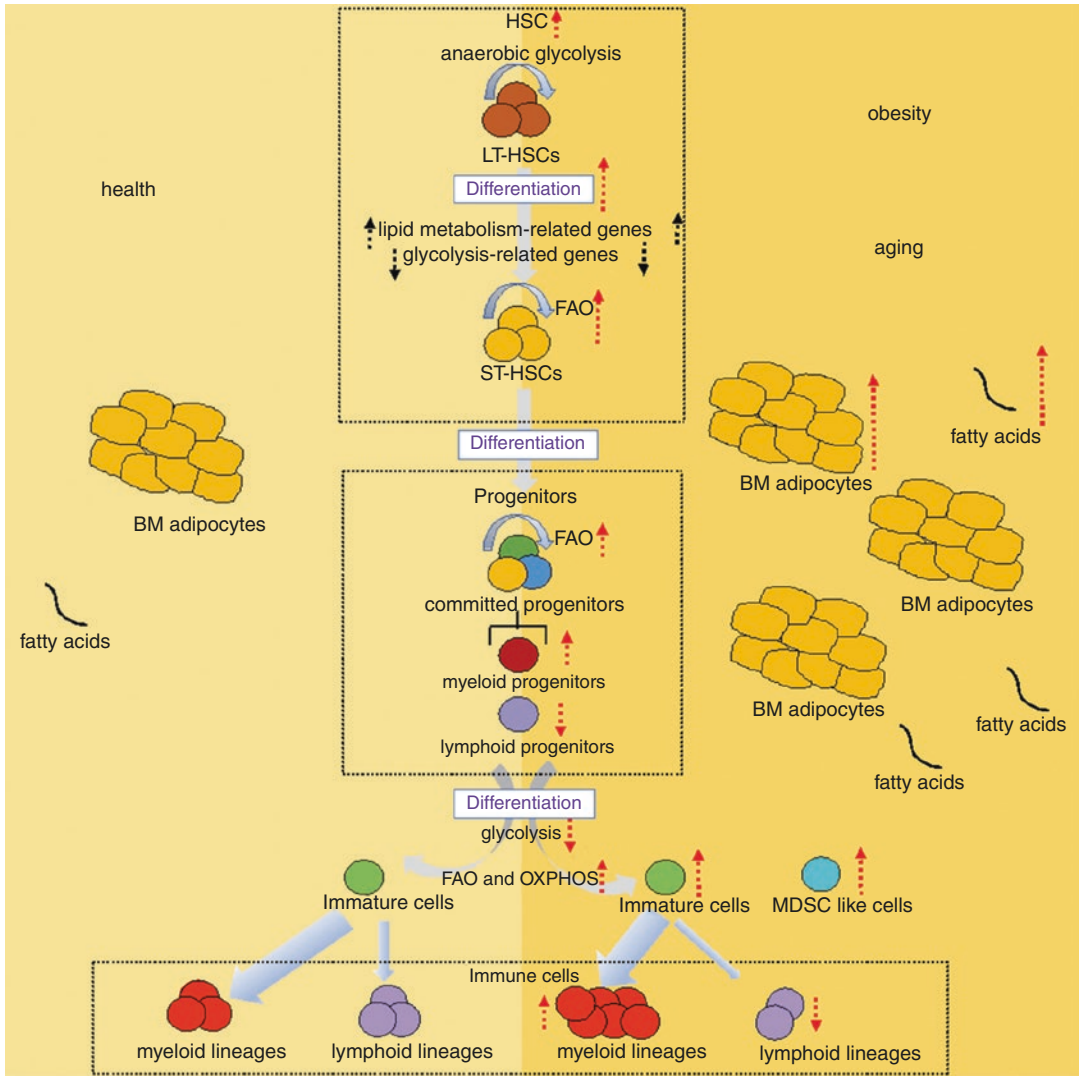 HSC
anaerobic glycolysis
LT-HSCs
obesity
health
Differentiation
lipid metabolism-related genes
glycolysis-related genes
aging
FAO
ST-HSCs
fatty acids
Differentiation
BM adipocytes
Progenitors
BM adipocytes
FAO
committed progenitors
BM adipocytes
fatty acids
myeloid progenitors
BM adipocytes
fatty acids
lymphoid progenitors
fatty acids
Differentiation
glycolysis
FAO and OXPHOS
Immature cells
Immature cells
MDSC like cells
Immune cells
myeloid lineages
lymphoid lineages
myeloid lineages
lymphoid lineages